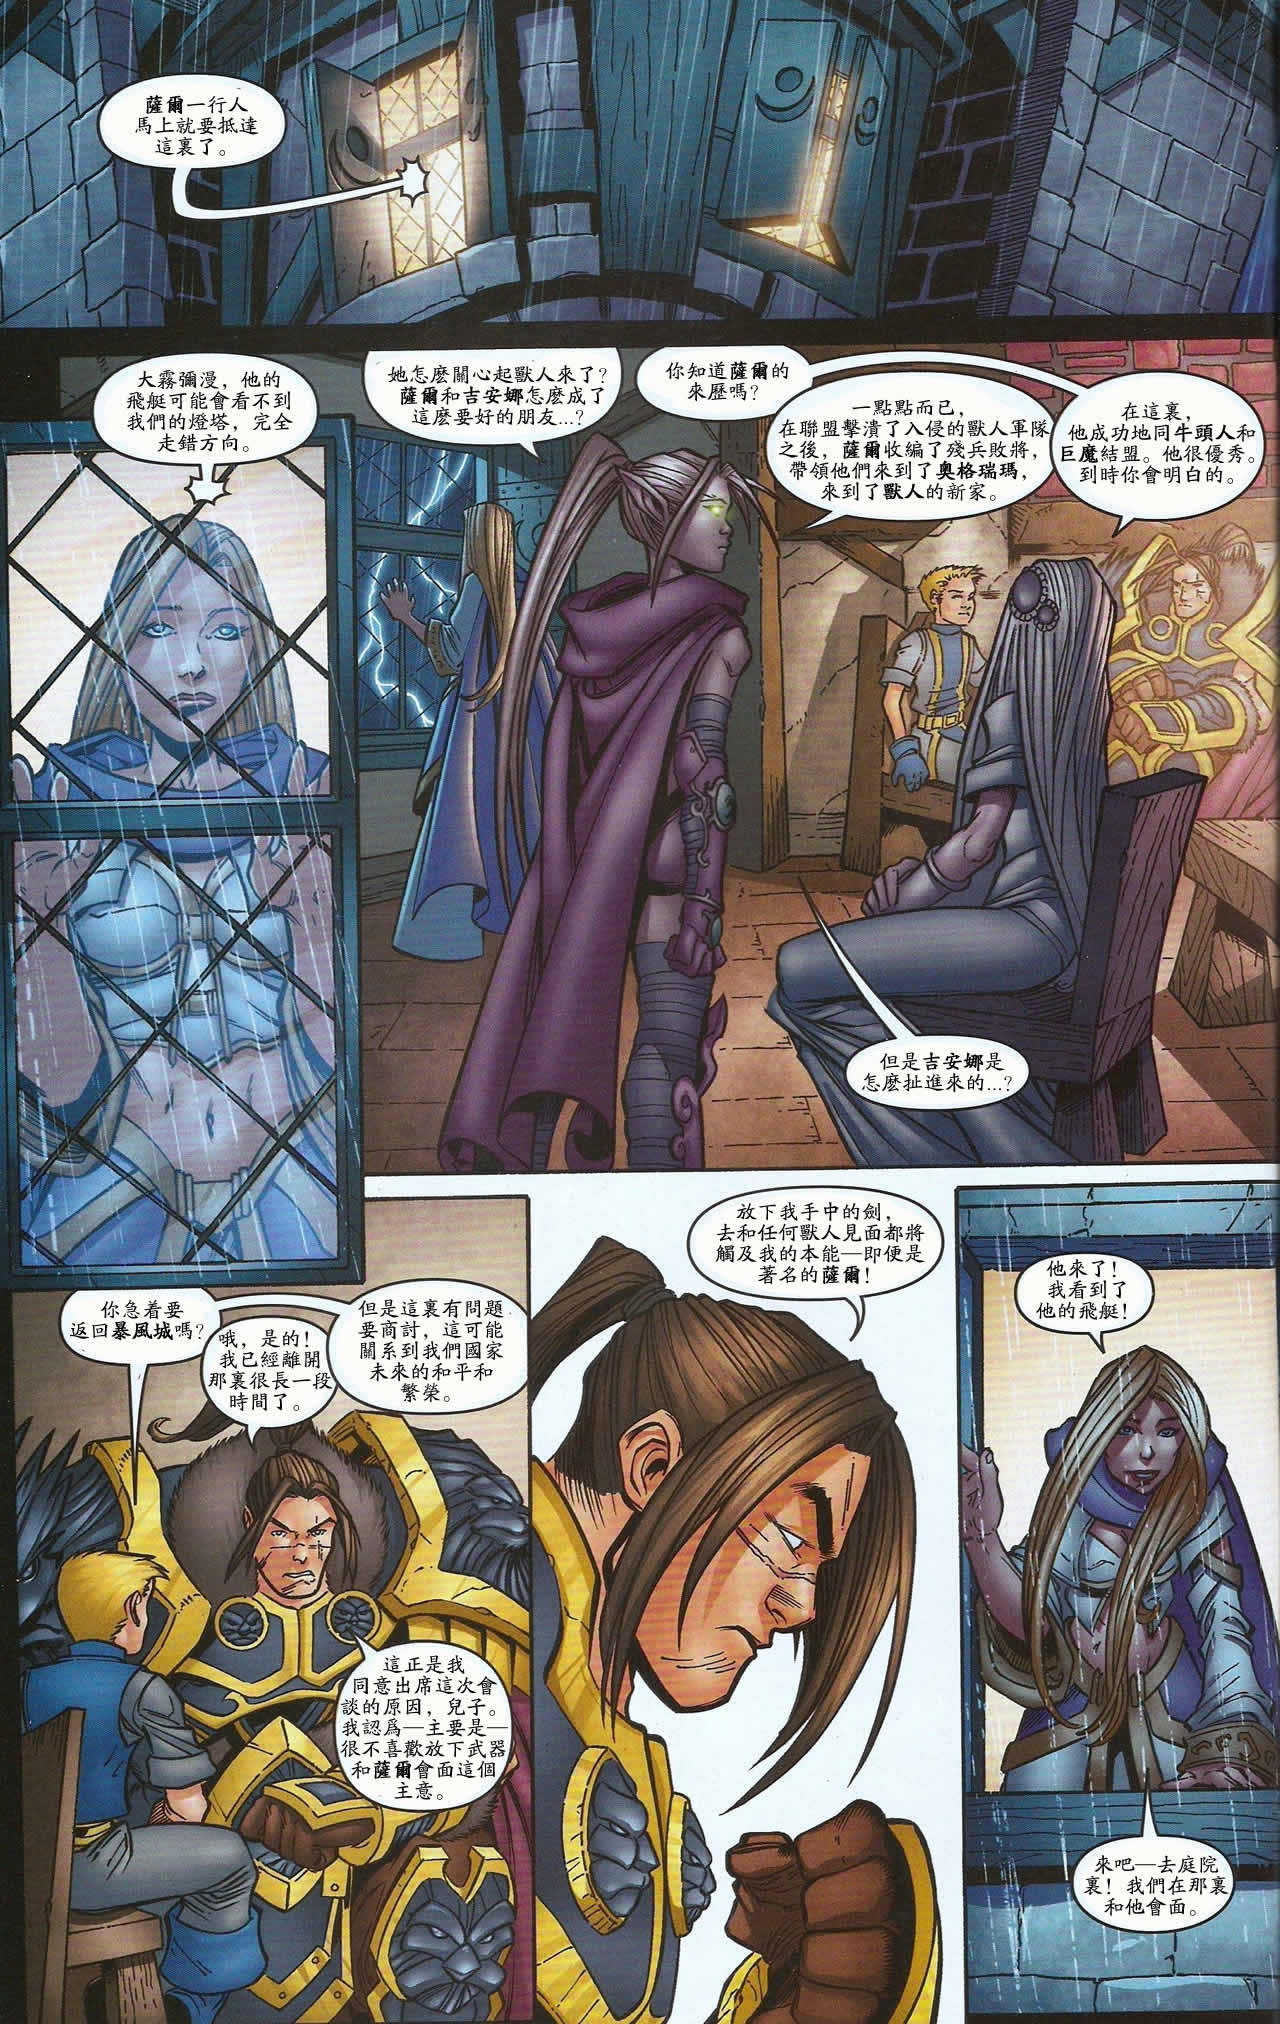 薩爾一行人
馬上就要抵達
這裏了。
大霧彌漫，他的
飛艇可能會看不到
我們的燈塔，完全
走錯方向。
她怎麽關心起獸人來了？
薩爾和吉安娜怎麽成了
這麽要好的朋友...？
你知道薩爾的
來歷嗎？
一點點而已，
在聯盟擊潰了入侵的獸人軍隊
之後，薩爾收編了殘兵敗將，
帶領他們來到了奧格瑞瑪，
來到了獸人的新家。
在這裏，
他成功地同牛頭人和
巨魔結盟。他很優秀。
到時你會明白的。
但是吉安娜是
怎麽扯進來的...？
你急着要
返回暴風城嗎？
哦，是的！
我已經離開
那裏很長一段
時間了。
但是這裏有問題
要商討，這可能
關系到我們國家
未來的和平和
繁榮。
這正是我
同意出席這次會
談的原因，兒子。
我認爲—主要是—
很不喜歡放下武器
和薩爾會面這個
主意。
放下我手中的劍，
去和任何獸人見面都將
觸及我的本能—即便是
著名的薩爾！
他來了！
我看到了
他的飛艇！
來吧—去庭院
裏！我們在那裏
和他會面。